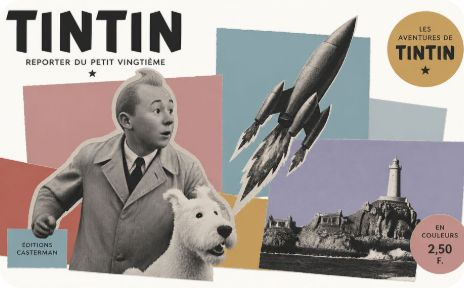 TINTIN
REPORTER DU PETIT VINGTIÈME
LES
AVENTURES DE
TINTIN
ÉDITIONS
CASTERMAN
EN
COULEURS
2,50
F.